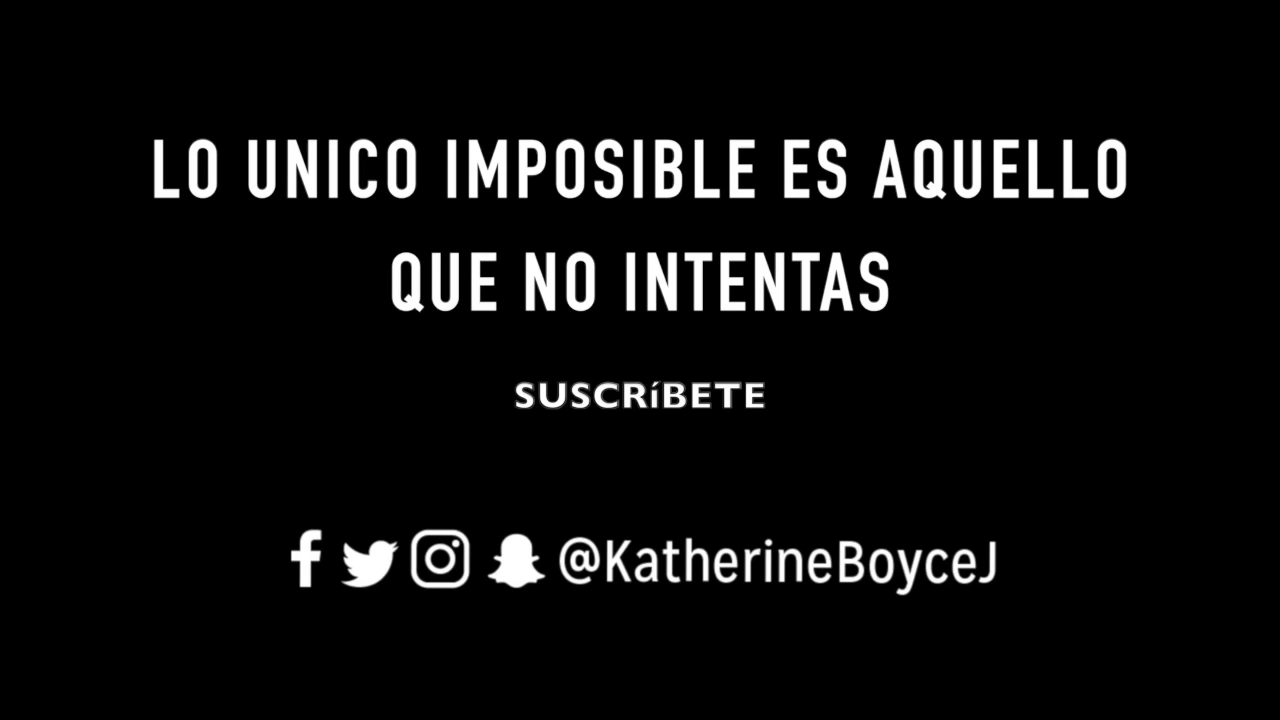 LO UNICO IMPOSIBLE ES AQUELLO
QUE NO INTENTAS
SUSCRíBETE
@KatherineBoyceJ